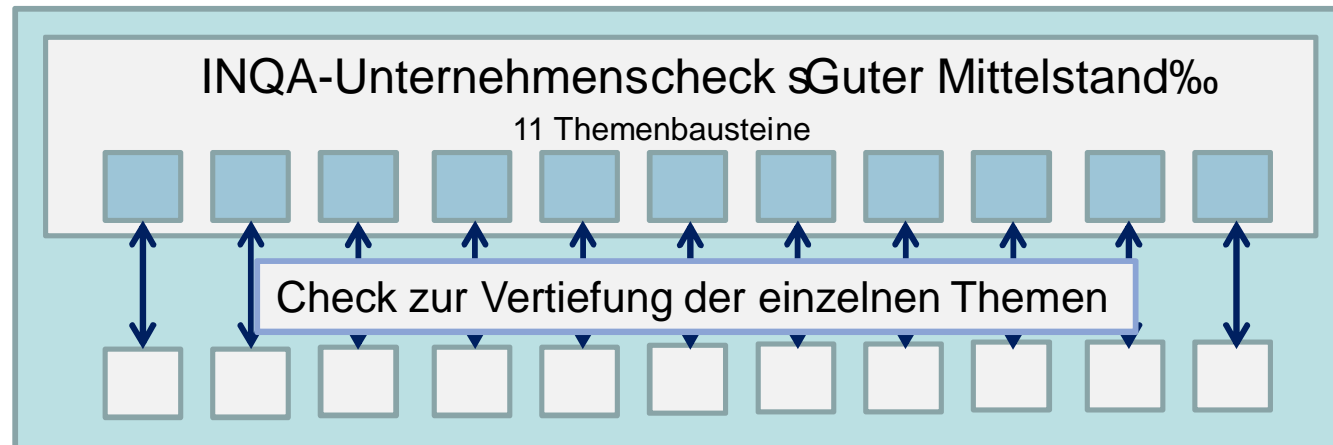 INQA-Unternehmenscheck sGuter Mittelstand‰
11 Themenbausteine
Check zur Vertiefung der einzelnen Themen